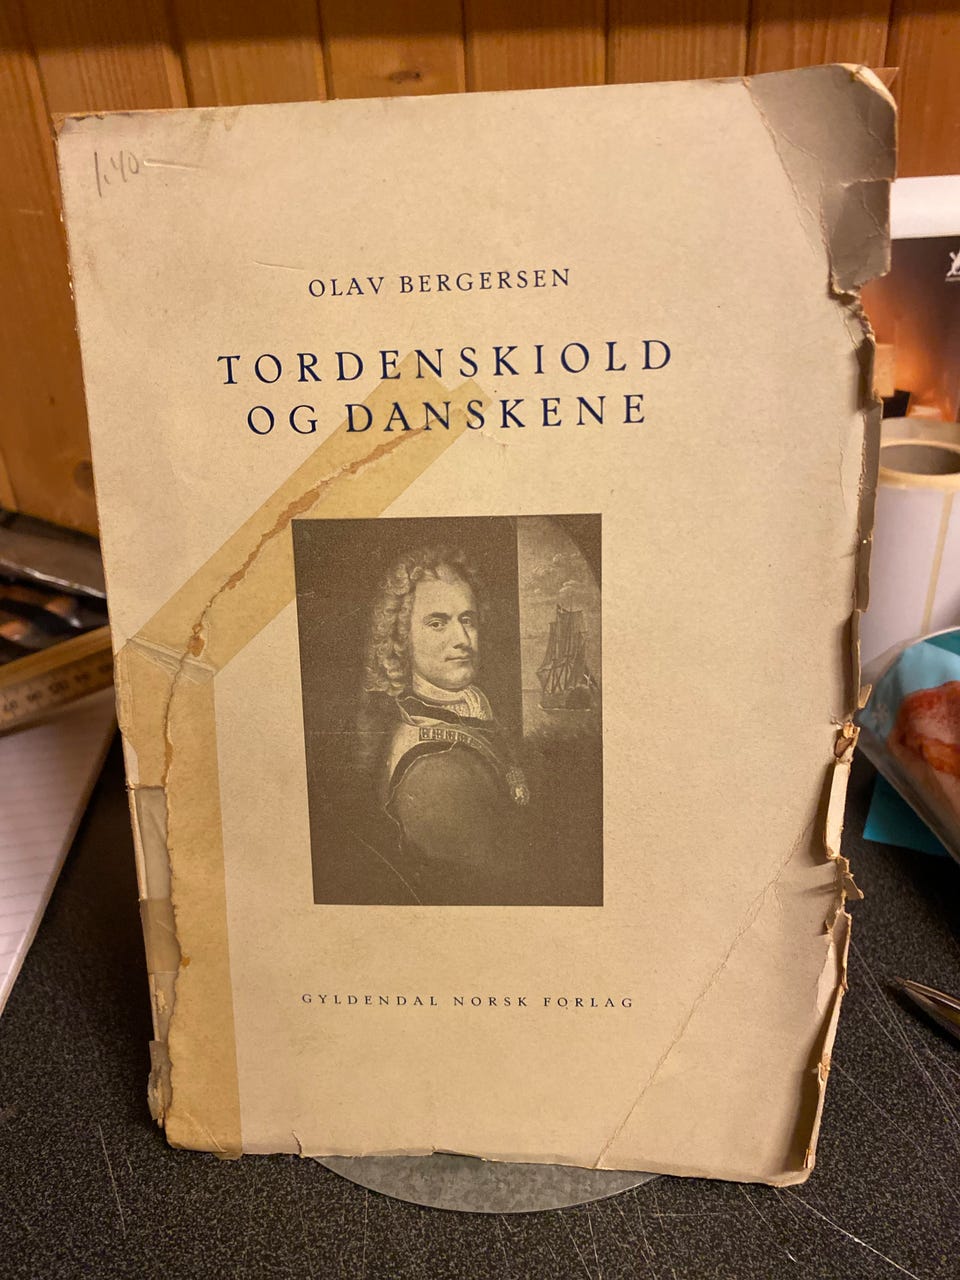 1.40
OLAV BERGERSEN
TORDENSKIOLD
OG DANSKENE
GYLDENDAL NORSK FORLAG